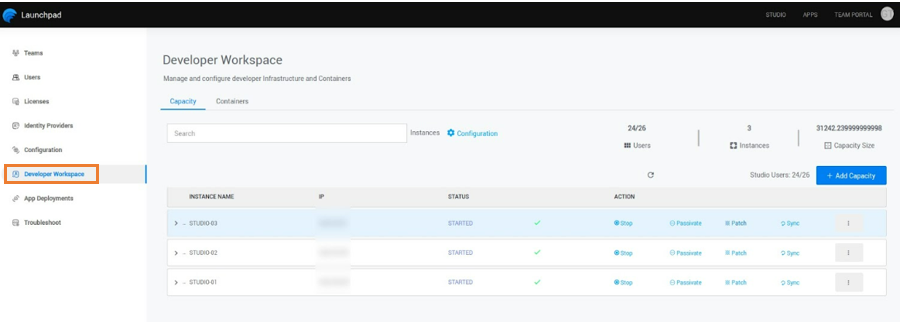 Launchpad
STUDIO APPS TEAM PORTAL
Teams
Users
Licenses
Identity Providers
Configuration
Developer Workspace
App Deployments
Troubleshoot
Developer Workspace
Manage and configure developer Infrastructure and Containers
Capacity Containers
Search Instances Configuration
24/26 3 31242.239999999998
Users Instances Capacity Size
Studio Users: 24/26 + Add Capacity
INSTANCE NAME IP STATUS ACTION
STUDIO-03 STARTED Stop Passivate Patch Sync
STUDIO-02 STARTED Stop Passivate Patch Sync
STUDIO-01 STARTED Stop Passivate Patch Sync